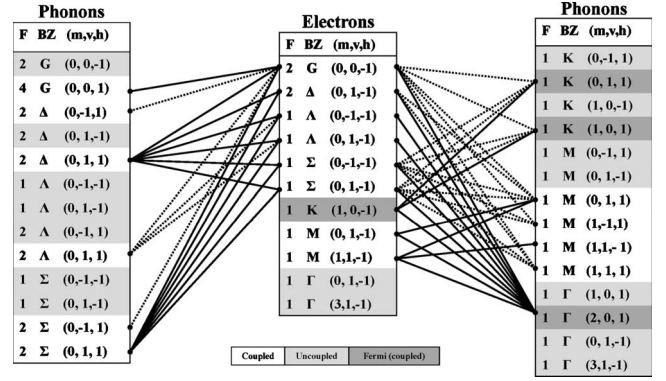 Phonons
F BZ (m,v,h)
2 G (0, 0,-1)
4 G (0, 0, 1)
2 Δ (0,-1,1)
2 Δ (0, 1,-1)
2 Δ (0, 1, 1)
1 Λ (0,-1,-1)
1 Λ (0, 1,-1)
2 Λ (0,-1, 1)
2 Λ (0, 1, 1)
1 Σ (0,-1,-1)
1 Σ (0, 1,-1)
2 Σ (0,-1, 1)
2 Σ (0, 1, 1)
Electrons
F BZ (m,v,h)
2 G (0, 0,-1)
2 Δ (0, 1,-1)
1 Λ (0,-1,-1)
1 Λ (0, 1,-1)
1 Σ (0,-1,-1)
1 Σ (0, 1,-1)
1 K (1, 0,-1)
1 M (0, 1,-1)
1 M (1,1,-1)
1 Γ (0, 1,-1)
1 Γ (3,1,-1)
Coupled Uncoupled Fermi (coupled)
Phonons
F BZ (m,v,h)
1 K (0,-1, 1)
1 K (0, 1, 1)
1 K (1, 0,-1)
1 K (1, 0, 1)
1 M (0,-1, 1)
1 M (0, 1,-1)
1 M (0, 1, 1)
1 M (1,-1,1)
1 M (1,1,- 1)
1 M (1, 1, 1)
1 Γ (1, 0, 1)
1 Γ (2, 0, 1)
1 Γ (0, 1,-1)
1 Γ (3,1,-1)